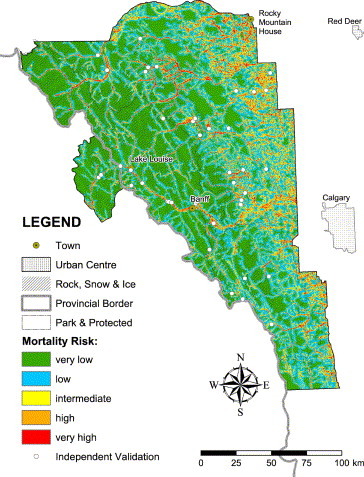 Rocky
Mountain
House
Red Deer
Lake Louise
Banff
Calgary
LEGEND
Town
Urban Centre
Rock, Snow & Ice
Provincial Border
Park & Protected
Mortality Risk:
very low
low
intermediate
high
very high
Independent Validation
N
W E
S
0 25 50 75 100 km